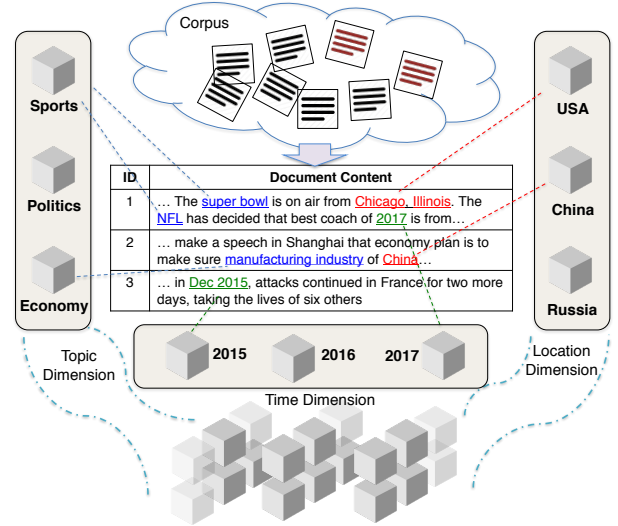 Corpus
Sports
Politics
Economy
USA
China
Russia
ID Document Content
1 … The super bowl is on air from Chicago, Illinois. The
NFL has decided that best coach of 2017 is from…
2 … make a speech in Shanghai that economy plan is to
make sure manufacturing industry of China…
3 … in Dec 2015, attacks continued in France for two more
days, taking the lives of six others
2015 2016 2017
Topic
Dimension
Location
Dimension
Time Dimension